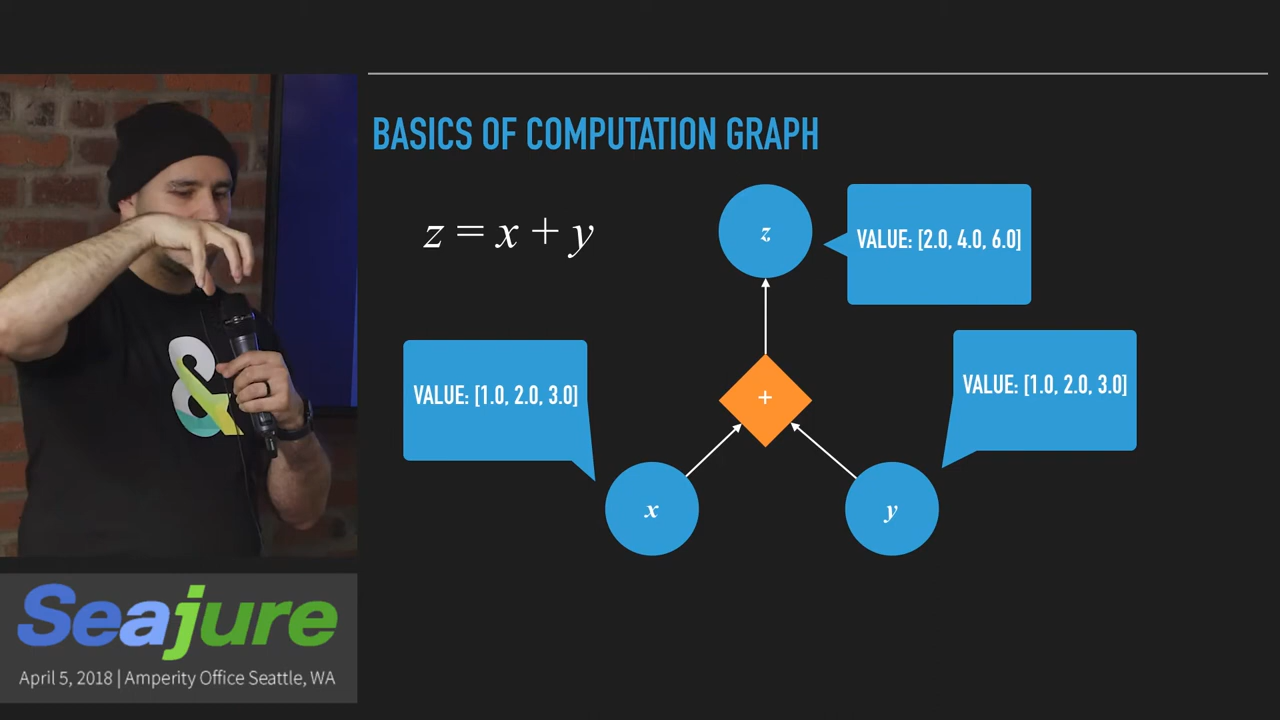 BASICS OF COMPUTATION GRAPH
z = x + y
z
VALUE: [2.0, 4.0, 6.0]
VALUE: [1.0, 2.0, 3.0]
+
VALUE: [1.0, 2.0, 3.0]
x
y
&
Seajure
April 5, 2018 | Amperity Office Seattle, WA